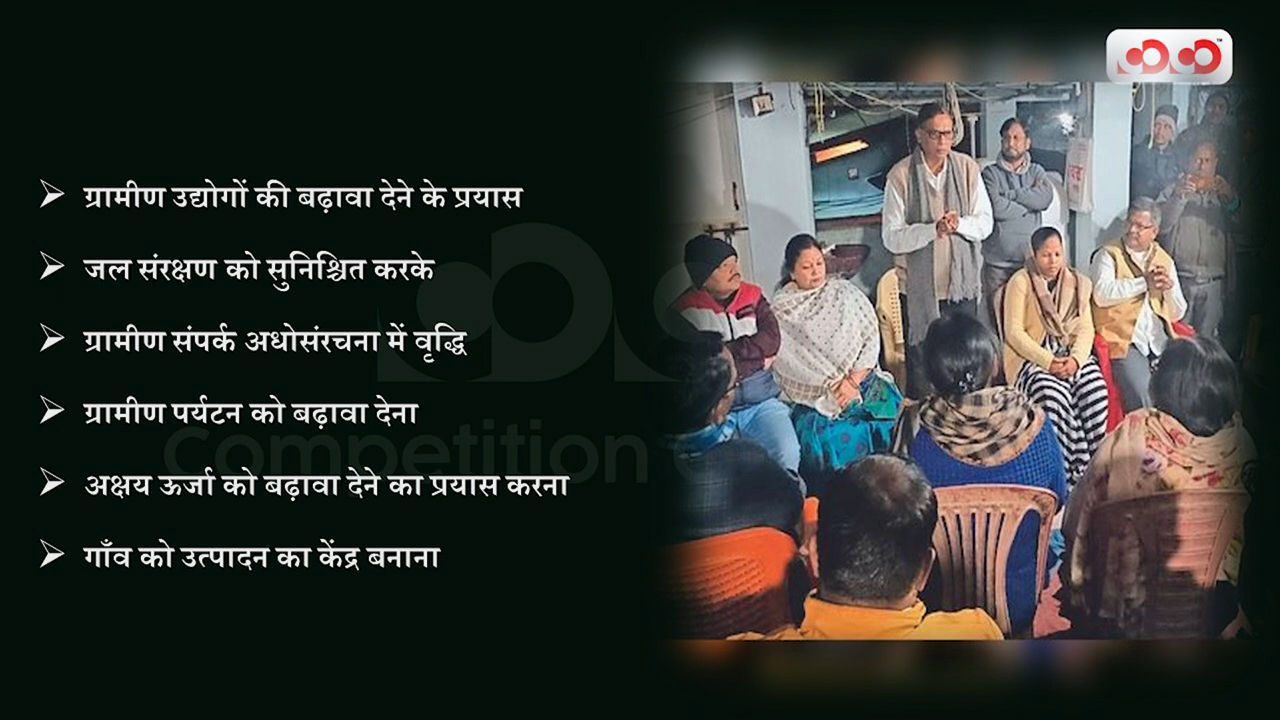 ग्रामीण उद्योगों की बढ़ावा देने के प्रयास
जल संरक्षण को सुनिश्चित करके
ग्रामीण संपर्क अधोसंरचना में वृद्धि
ग्रामीण पर्यटन को बढ़ावा देना
अक्षय ऊर्जा को बढ़ावा देने का प्रयास करना
गाँव को उत्पादन का केंद्र बनाना
Competition